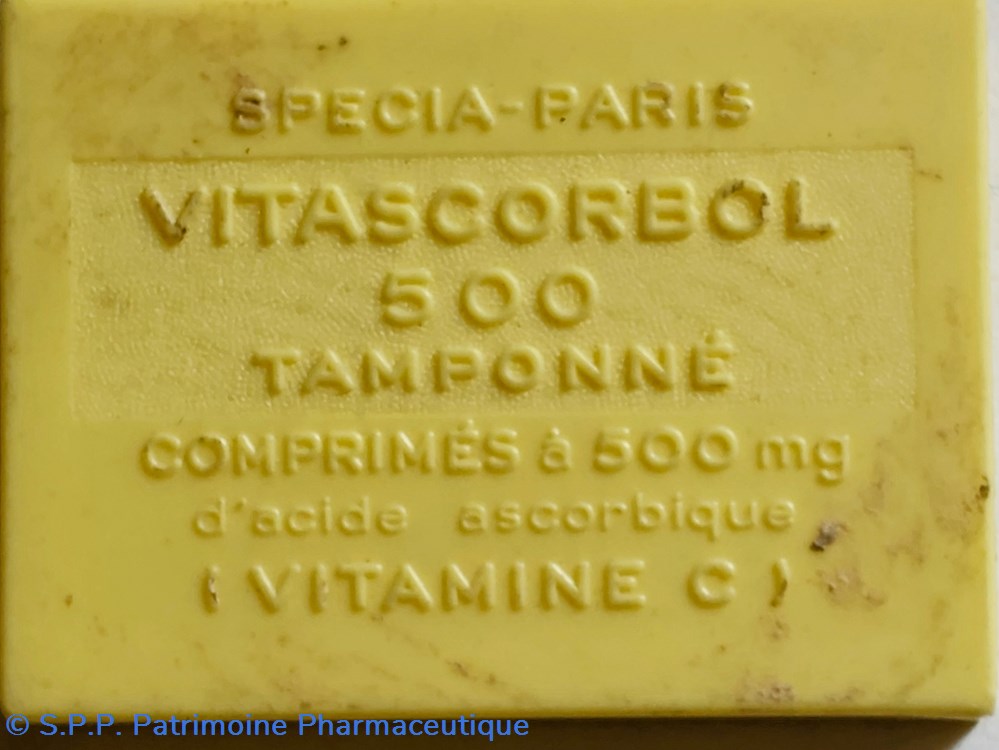 SPECIA-PARIS
VITASCORBOL
500
TAMPONNÉ
COMPRIMÉS à 500 mg
d'acide ascorbique
(VITAMINE C)
© S.P.P. Patrimoine Pharmaceutique